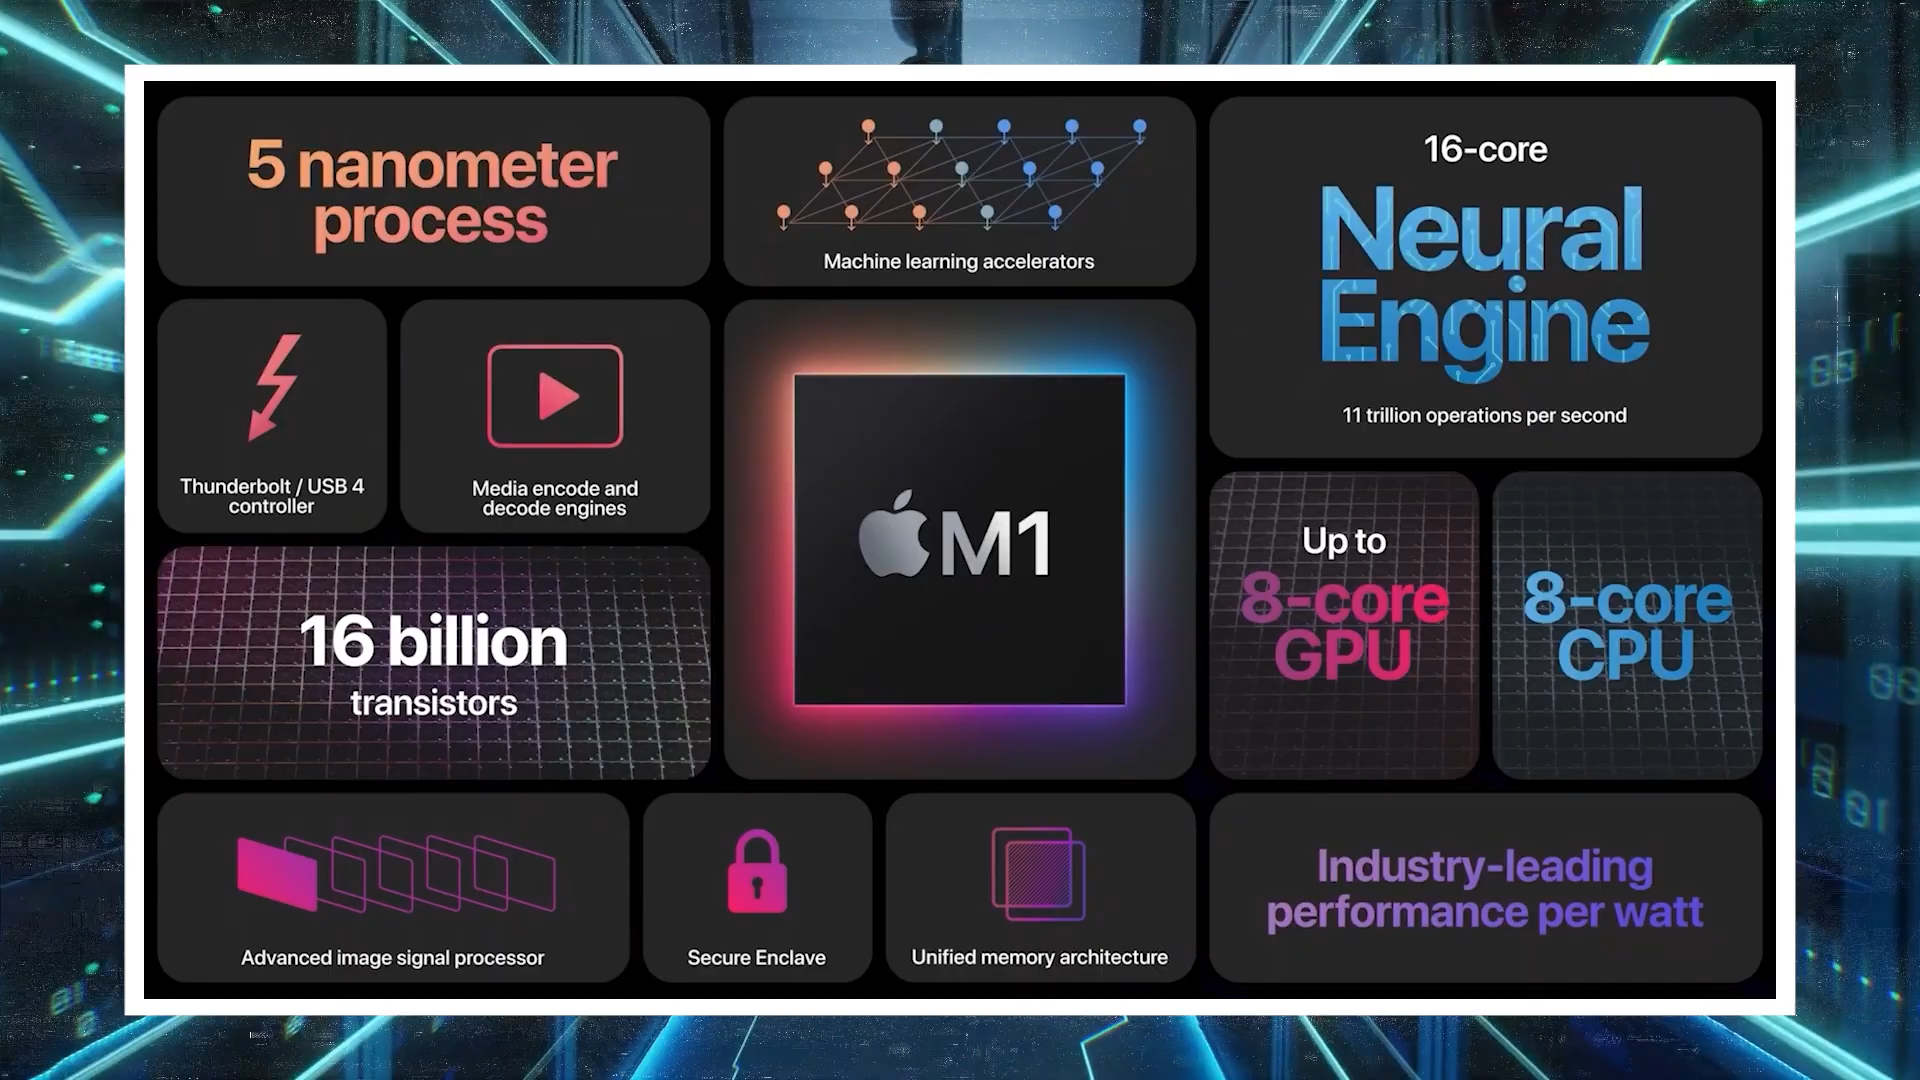 5 nanometer
process
Machine learning accelerators
16-core
Neural
Engine
11 trillion operations per second
Thunderbolt / USB 4
controller
Media encode and
decode engines
M1
Up to
8-core
GPU
8-core
CPU
16 billion
transistors
Advanced image signal processor
Secure Enclave
Unified memory architecture
Industry-leading
performance per watt